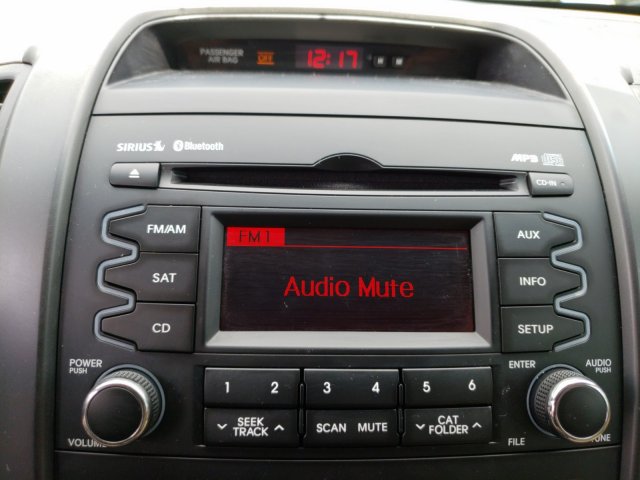 PASSENGER
AIR BAG OFF 12:17 H M
SIRIUS Bluetooth MP3
CD-IN
FM/AM FM1 AUX
SAT Audio Mute INFO
CD SETUP
POWER
PUSH
ENTER AUDIO
PUSH
1 2 3 4 5 6
VOLUME SEEK
TRACK SCAN MUTE CAT
FOLDER FILE TUNE